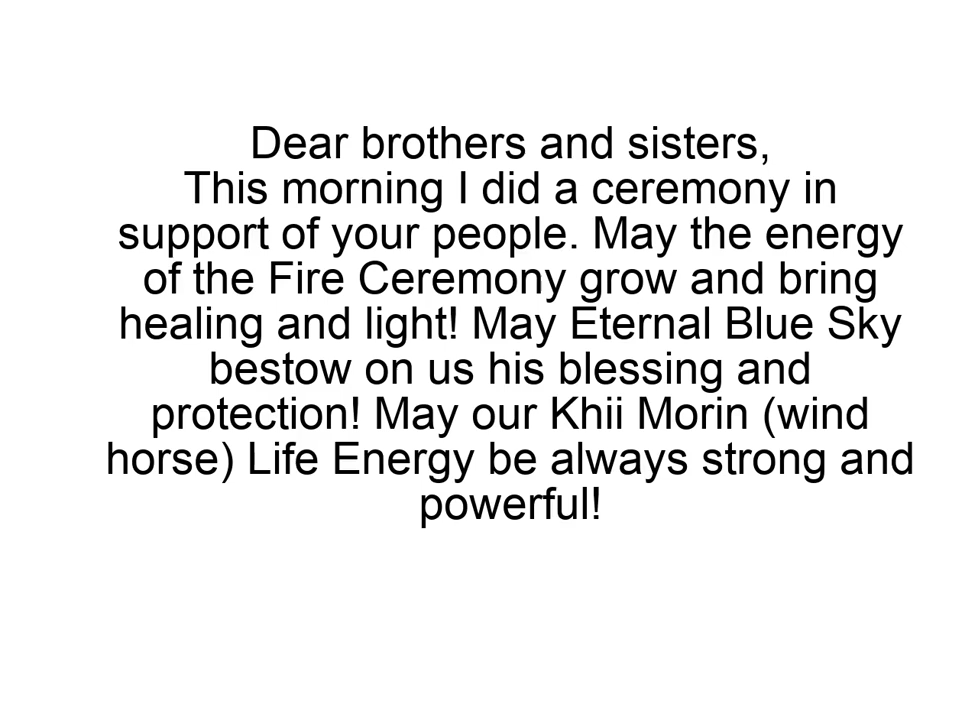 Dear brothers and sisters,
This morning I did a ceremony in
support of your people. May the energy
of the Fire Ceremony grow and bring
healing and light! May Eternal Blue Sky
bestow on us his blessing and
protection! May our Khii Morin (wind
horse) Life Energy be always strong and
powerful!